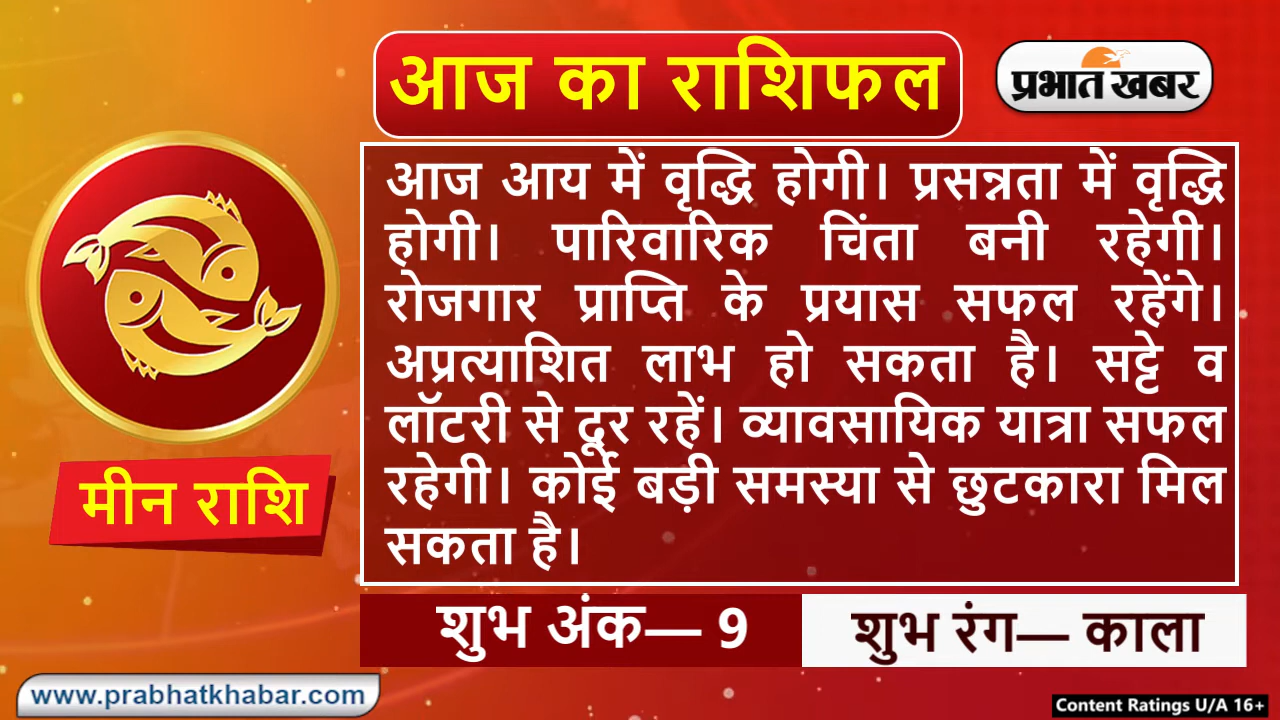 आज का राशिफल
प्रभात खबर
आज आय में वृद्धि होगी। प्रसन्नता में वृद्धि
होगी। पारिवारिक चिंता बनी रहेगी।
रोजगार प्राप्ति के प्रयास सफल रहेंगे।
अप्रत्याशित लाभ हो सकता है। सट्टे व
लॉटरी से दूर रहें। व्यावसायिक यात्रा सफल
रहेगी। कोई बड़ी समस्या से छुटकारा मिल
सकता है।
मीन राशि
शुभ अंक— 9
शुभ रंग— काला
www.prabhatkhabar.com
Content Ratings U/A 16+